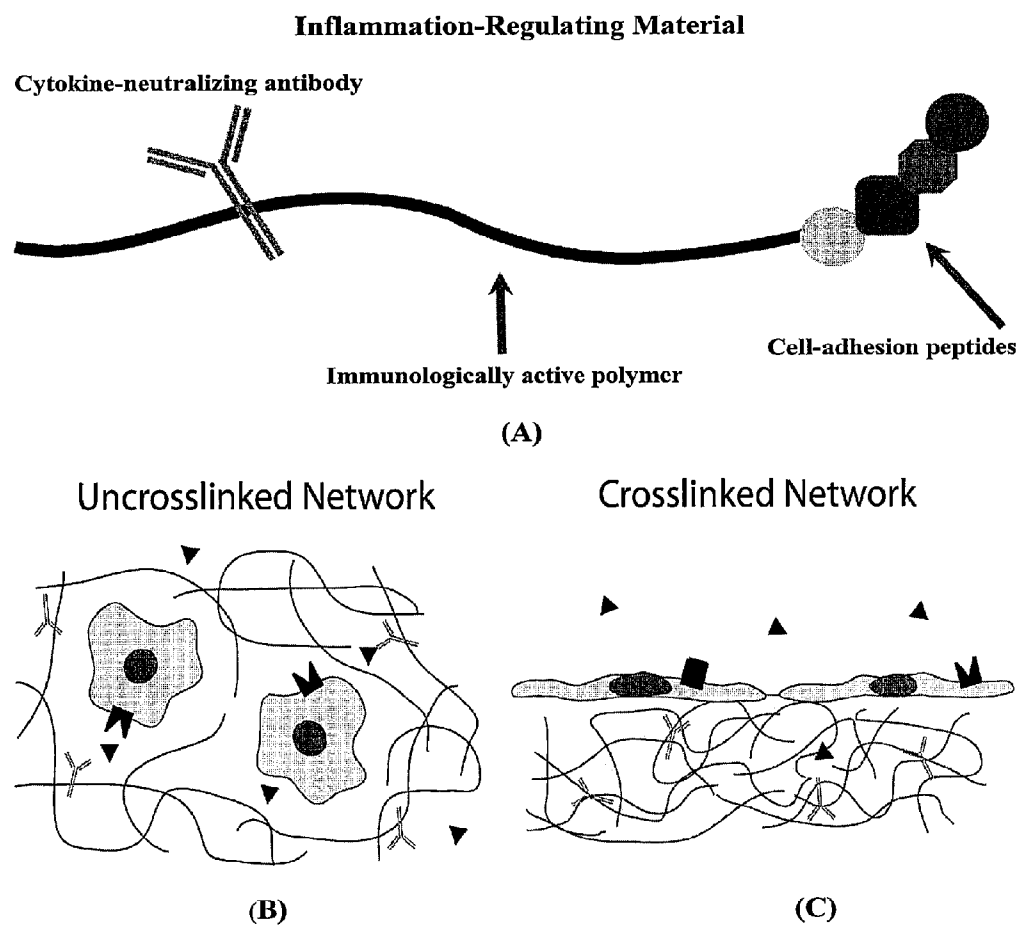 Inflammation-Regulating Material
Cytokine-neutralizing antibody
Cell-adhesion peptides
Immunologically active polymer
(A)
Uncrosslinked Network
Crosslinked Network
(B)
(C)